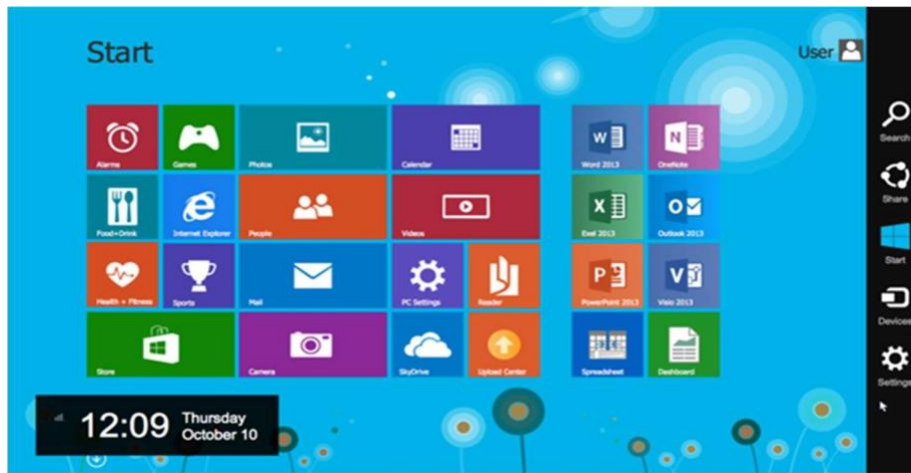 Start
User
Alarms
Games
Photos
Calendar
Word 2013
OneNote
Food+Drink
Internet Explorer
People
Videos
Exel 2013
Outlook 2013
Health + Fitness
Sports
Mail
PC Settings
Reader
PowerPoint 2013
Visio 2013
Store
Camera
SkyDrive
Upload Center
Spreadsheet
Dashboard
Search
Share
Start
Devices
Settings
12:09
Thursday
October 10